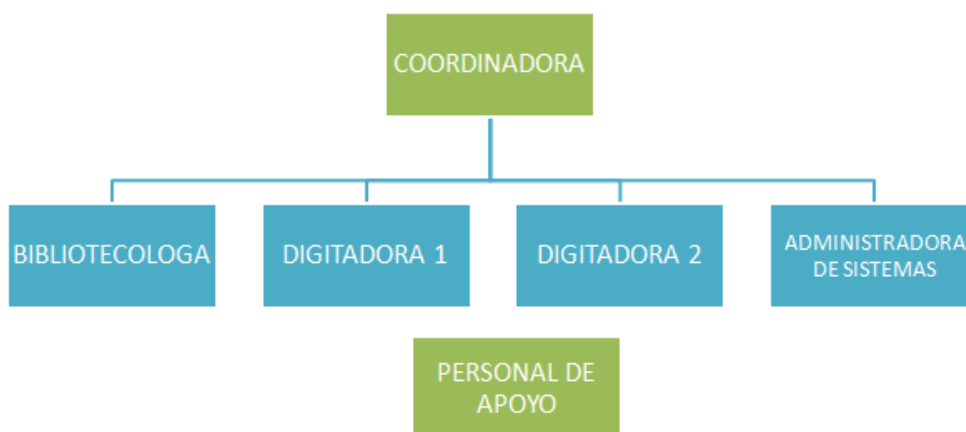 COORDINADORA
BIBLIOTECOLOGA
DIGITADORA 1
DIGITADORA 2
ADMINISTRADORA
DE SISTEMAS
PERSONAL DE
APOYO